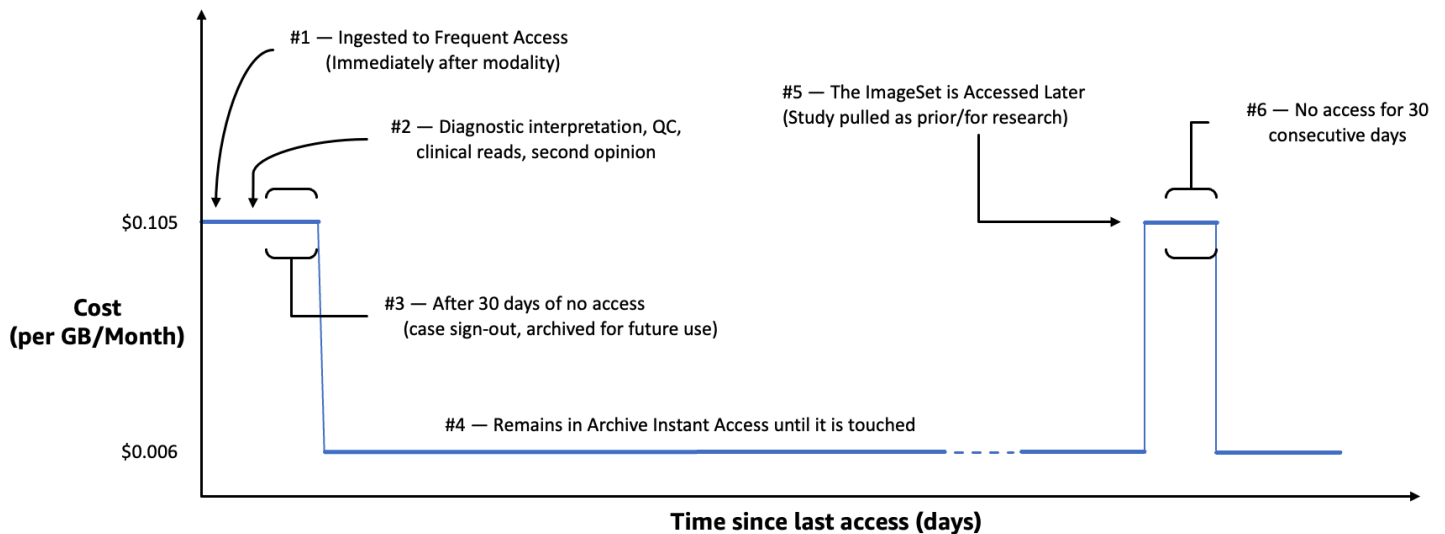 #1 — Ingested to Frequent Access
(Immediately after modality)
#2 — Diagnostic interpretation, QC,
clinical reads, second opinion
#5 — The ImageSet is Accessed Later
(Study pulled as prior/for research)
#6 — No access for 30
consecutive days
$0.105
Cost
(per GB/Month)
#3 — After 30 days of no access
(case sign-out, archived for future use)
#4 — Remains in Archive Instant Access until it is touched
$0.006
Time since last access (days)